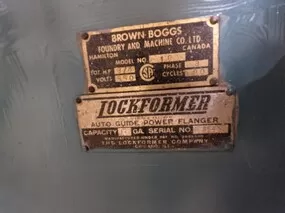 BROWN BOGGS
FOUNDRY AND MACHINE CO. LTD.
HAMILTON CANADA
MODEL NO.
TOT. H.P. PHASE
VOLTS CYCLES
LOCKFORMER
AUTO GUIDE POWER FLANGER
CAPACITY GA. SERIAL NO.
THE LOCKFORMER COMPANY